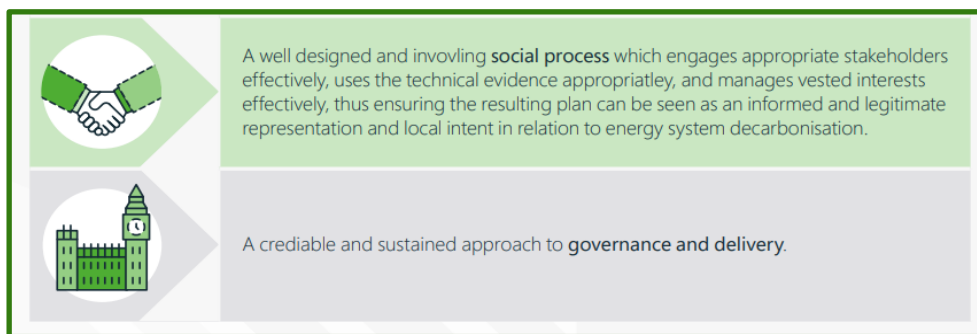 A well designed and invovling social process which engages appropriate stakeholders
effectively, uses the technical evidence appropriatley, and manages vested interests
effectively, thus ensuring the resulting plan can be seen as an informed and legitimate
representation and local intent in relation to energy system decarbonisation.
A crediable and sustained approach to governance and delivery.